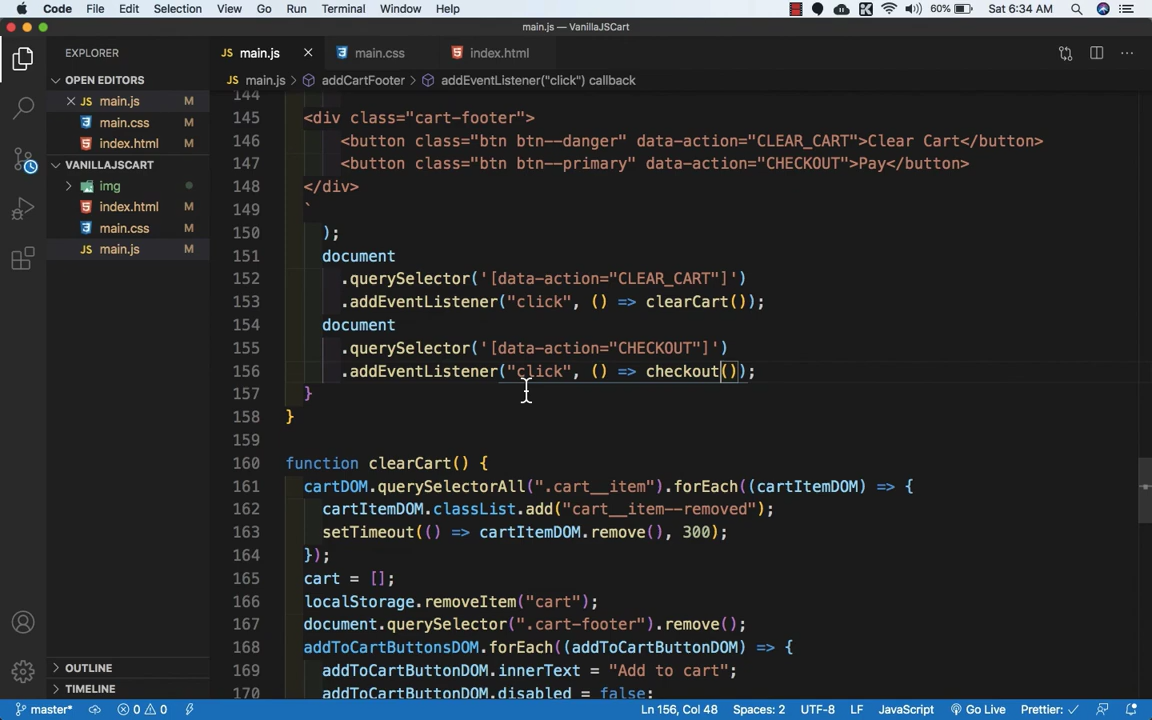 Code File Edit Selection View Go Run Terminal Window Help 60% Sat 6:34 AM
main.js — VanillaJSCart
EXPLORER
OPEN EDITORS
JS main.js M
main.css M
index.html M
VANILLAJSCART
img
index.html M
main.css M
JS main.js M
OUTLINE
TIMELINE
JS main.js main.css index.html
JS main.js > addCartFooter > addEventListener("click") callback
144
145 <div class="cart-footer">
146 <button class="btn btn--danger" data-action="CLEAR_CART">Clear Cart</button>
147 <button class="btn btn--primary" data-action="CHECKOUT">Pay</button>
148 </div>
149 `
150 );
151 document
152 .querySelector('[data-action="CLEAR_CART"]')
153 .addEventListener("click", () => clearCart());
154 document
155 .querySelector('[data-action="CHECKOUT"]')
156 .addEventListener("click", () => checkout());
157 }
158 }
159
160 function clearCart() {
161 cartDOM.querySelectorAll(".cart__item").forEach((cartItemDOM) => {
162 cartItemDOM.classList.add("cart__item--removed");
163 setTimeout(() => cartItemDOM.remove(), 300);
164 });
165 cart = [];
166 localStorage.removeItem("cart");
167 document.querySelector(".cart-footer").remove();
168 addToCartButtonsDOM.forEach((addToCartButtonDOM) => {
169 addToCartButtonDOM.innerText = "Add to cart";
170 addToCartButtonDOM.disabled = false;
master* 0 0 Ln 156, Col 48 Spaces: 2 UTF-8 LF JavaScript Go Live Prettier: ✓